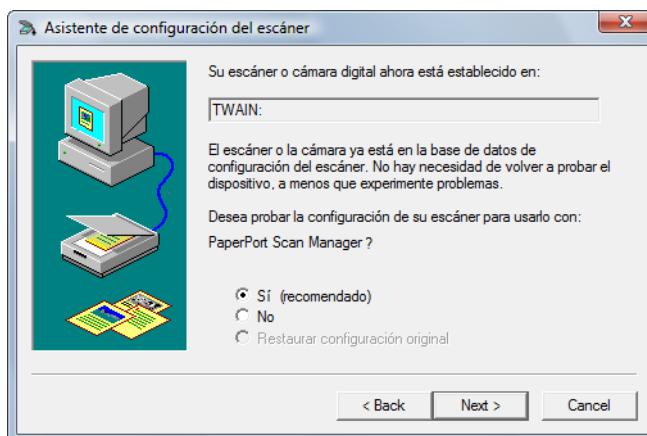 Asistente de configuración del escáner
Su escáner o cámara digital ahora está establecido en:
TWAIN:
El escáner o la cámara ya está en la base de datos de
configuración del escáner. No hay necesidad de volver a probar el
dispositivo, a menos que experimente problemas.
Desea probar la configuración de su escáner para usarlo con:
PaperPort Scan Manager ?
Sí (recomendado)
No
Restaurar configuración original
< Back Next > Cancel